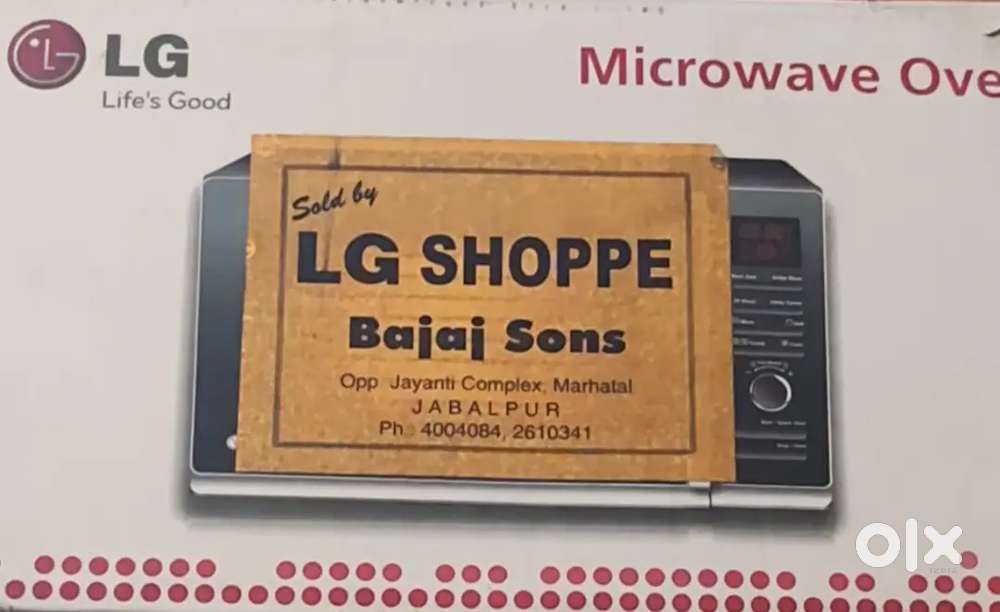 LG
Life's Good
Microwave Ove
Sold by
LG SHOPPE
Bajaj Sons
Opp Jayanti Complex, Marhatal
JABALPUR
Ph.: 4004084, 2610341
olx